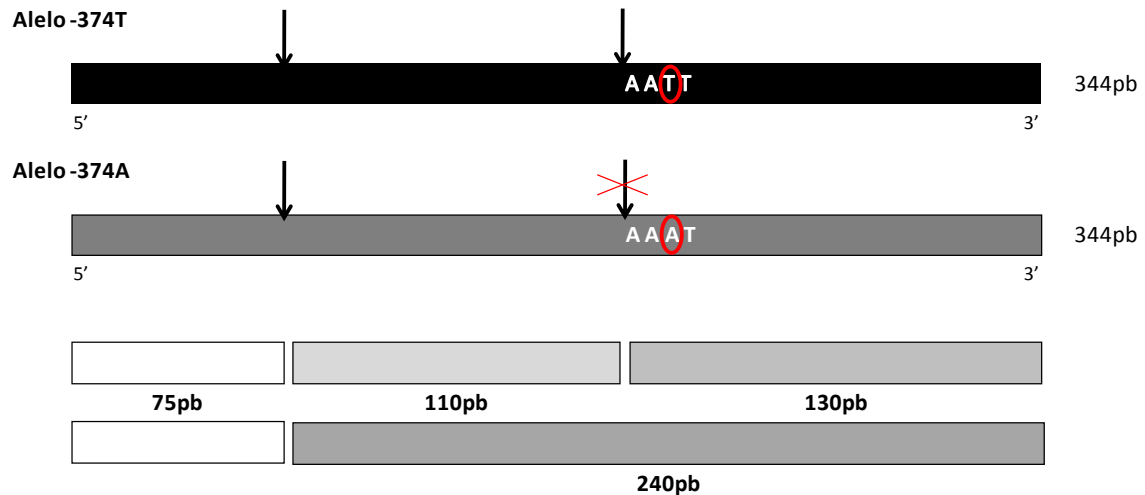 Alelo -374T
AATT
344pb
5’ 3’
Alelo -374A
AAAT
344pb
5’ 3’
75pb 110pb 130pb
240pb